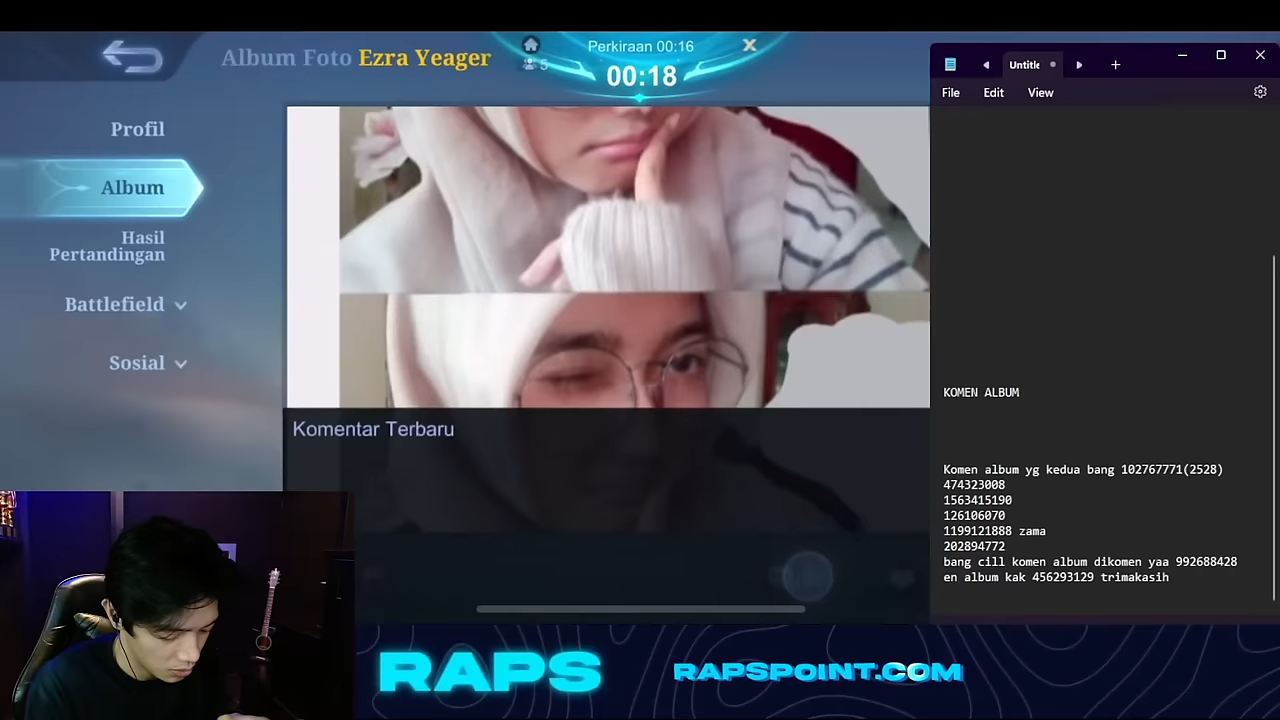 Album Foto Ezra Yeager
5
Perkiraan 00:16
00:18
Profil
Album
Hasil
Pertandingan
Battlefield
Sosial
Komentar Terbaru
Untitle
File
Edit
View
KOMEN ALBUM
Komen album yg kedua bang 102767771(2528)
474323008
1563415190
126106070
1199121888 zama
202894772
bang cill komen album dikomen yaa 992688428
en album kak 456293129 trimakasih
RAPS
RAPSPOINT.COM